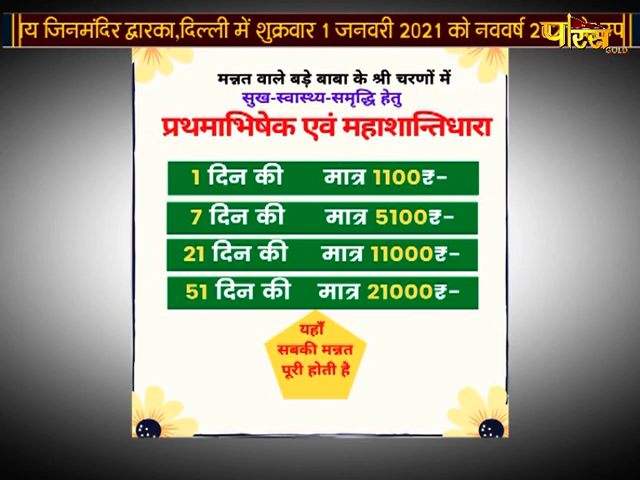 य जिनमंदिर द्वारका,दिल्ली में शुक्रवार 1 जनवरी 2021 को नववर्ष
पारस
GOLD
मन्नत वाले बड़े बाबा के श्री चरणों में
सुख-स्वास्थ्य-समृद्धि हेतु
प्रथमाभिषेक एवं महाशान्तिधारा
1 दिन की मात्र 1100₹-
7 दिन की मात्र 5100₹-
21 दिन की मात्र 11000₹-
51 दिन की मात्र 21000₹-
यहाँ
सबकी मन्नत
पूरी होती है